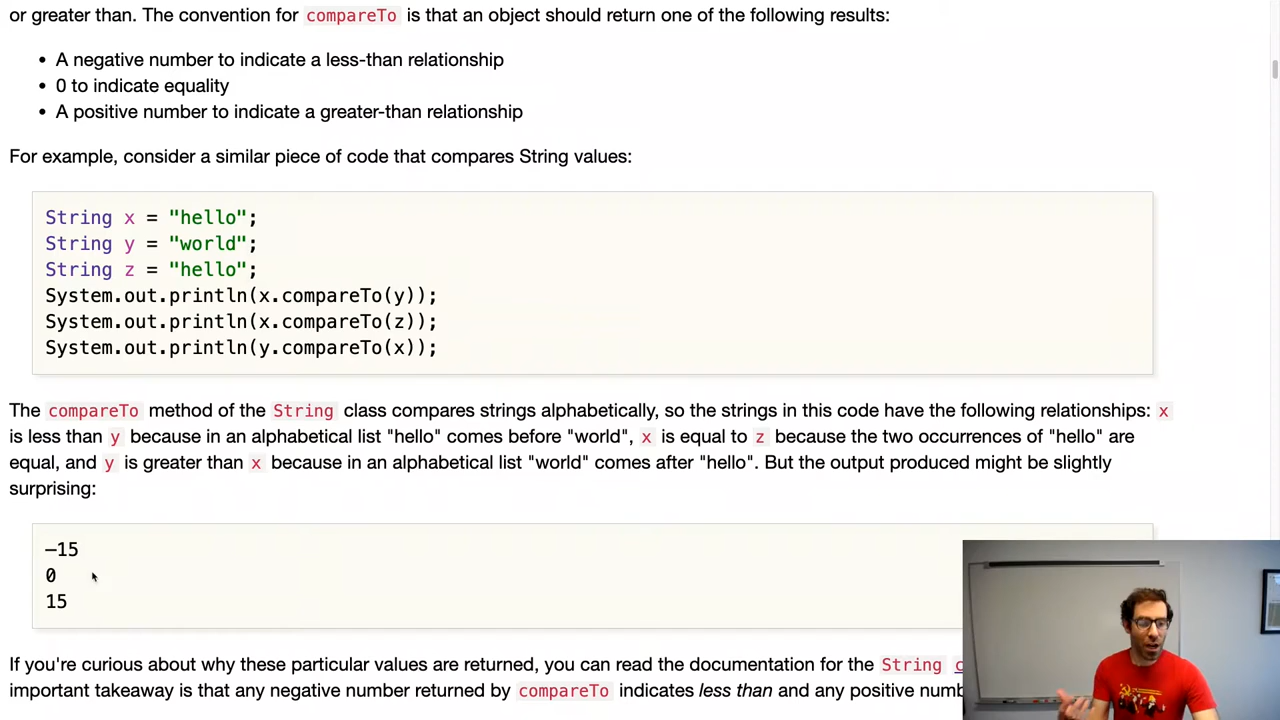 or greater than. The convention for compareTo is that an object should return one of the following results:
• A negative number to indicate a less-than relationship
• 0 to indicate equality
• A positive number to indicate a greater-than relationship
For example, consider a similar piece of code that compares String values:
String x = "hello";
String y = "world";
String z = "hello";
System.out.println(x.compareTo(y));
System.out.println(x.compareTo(z));
System.out.println(y.compareTo(x));
The compareTo method of the String class compares strings alphabetically, so the strings in this code have the following relationships: x
is less than y because in an alphabetical list "hello" comes before "world", x is equal to z because the two occurrences of "hello" are
equal, and y is greater than x because in an alphabetical list "world" comes after "hello". But the output produced might be slightly
surprising:
–15
0
15
If you're curious about why these particular values are returned, you can read the documentation for the String
important takeaway is that any negative number returned by compareTo indicates less than and any positive